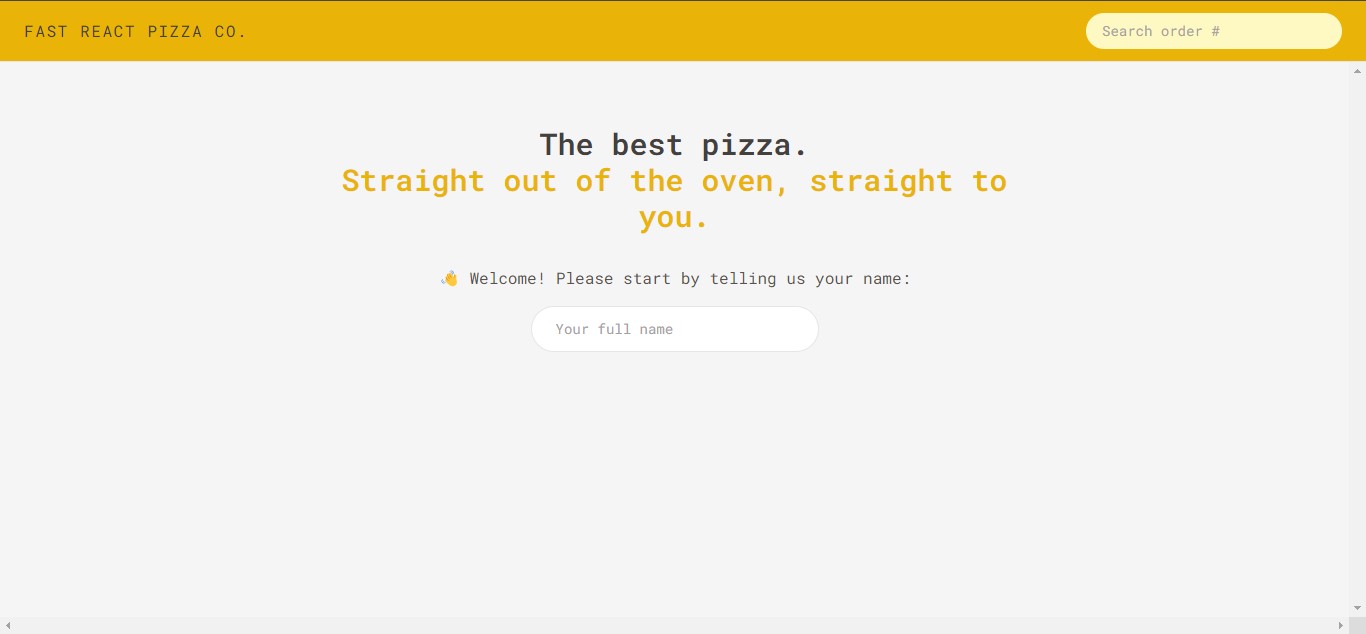 FAST REACT PIZZA CO.
Search order #
The best pizza.
Straight out of the oven, straight to
you.
👋 Welcome! Please start by telling us your name:
Your full name